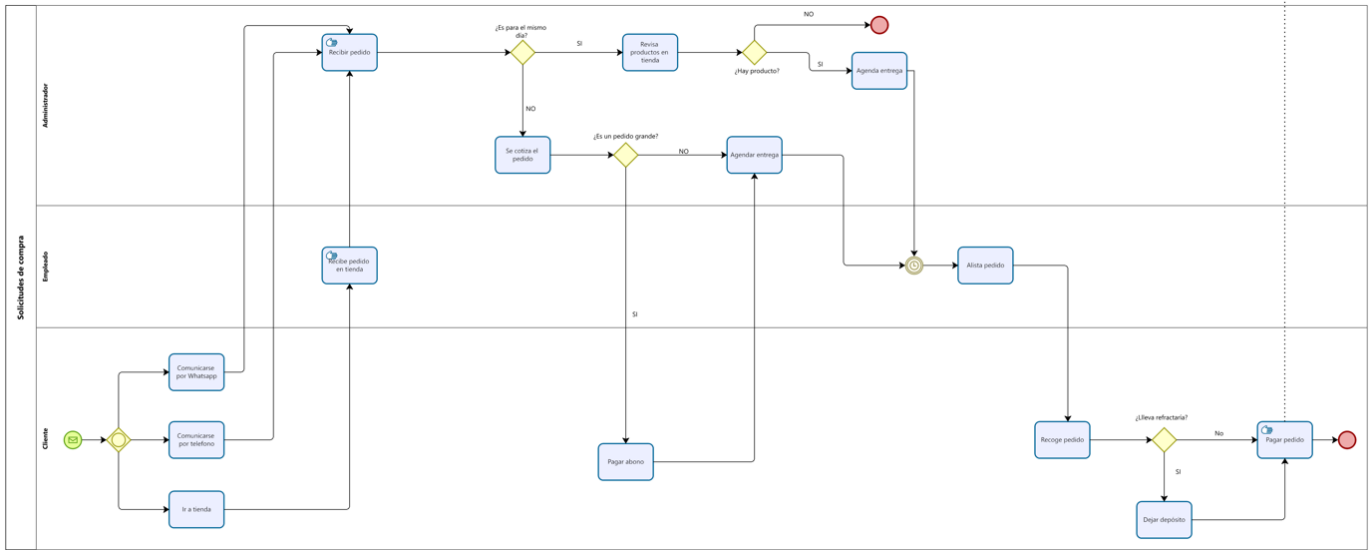 Solicitudes de compra
Administrador
Recibir pedido
¿Es para el mismo
día?
SI
NO
Revisa
productos en
tienda
¿Hay producto?
NO
SI
Agenda entrega
Se cotiza el
pedido
¿Es un pedido grande?
NO
SI
Agendar entrega
Empleado
Recibe pedido
en tienda
Alista pedido
Cliente
Comunicarse
por Whatsapp
Comunicarse
por telefono
Ir a tienda
Pagar abono
Recoge pedido
¿Lleva refractaria?
No
SI
Pagar pedido
Dejar depósito